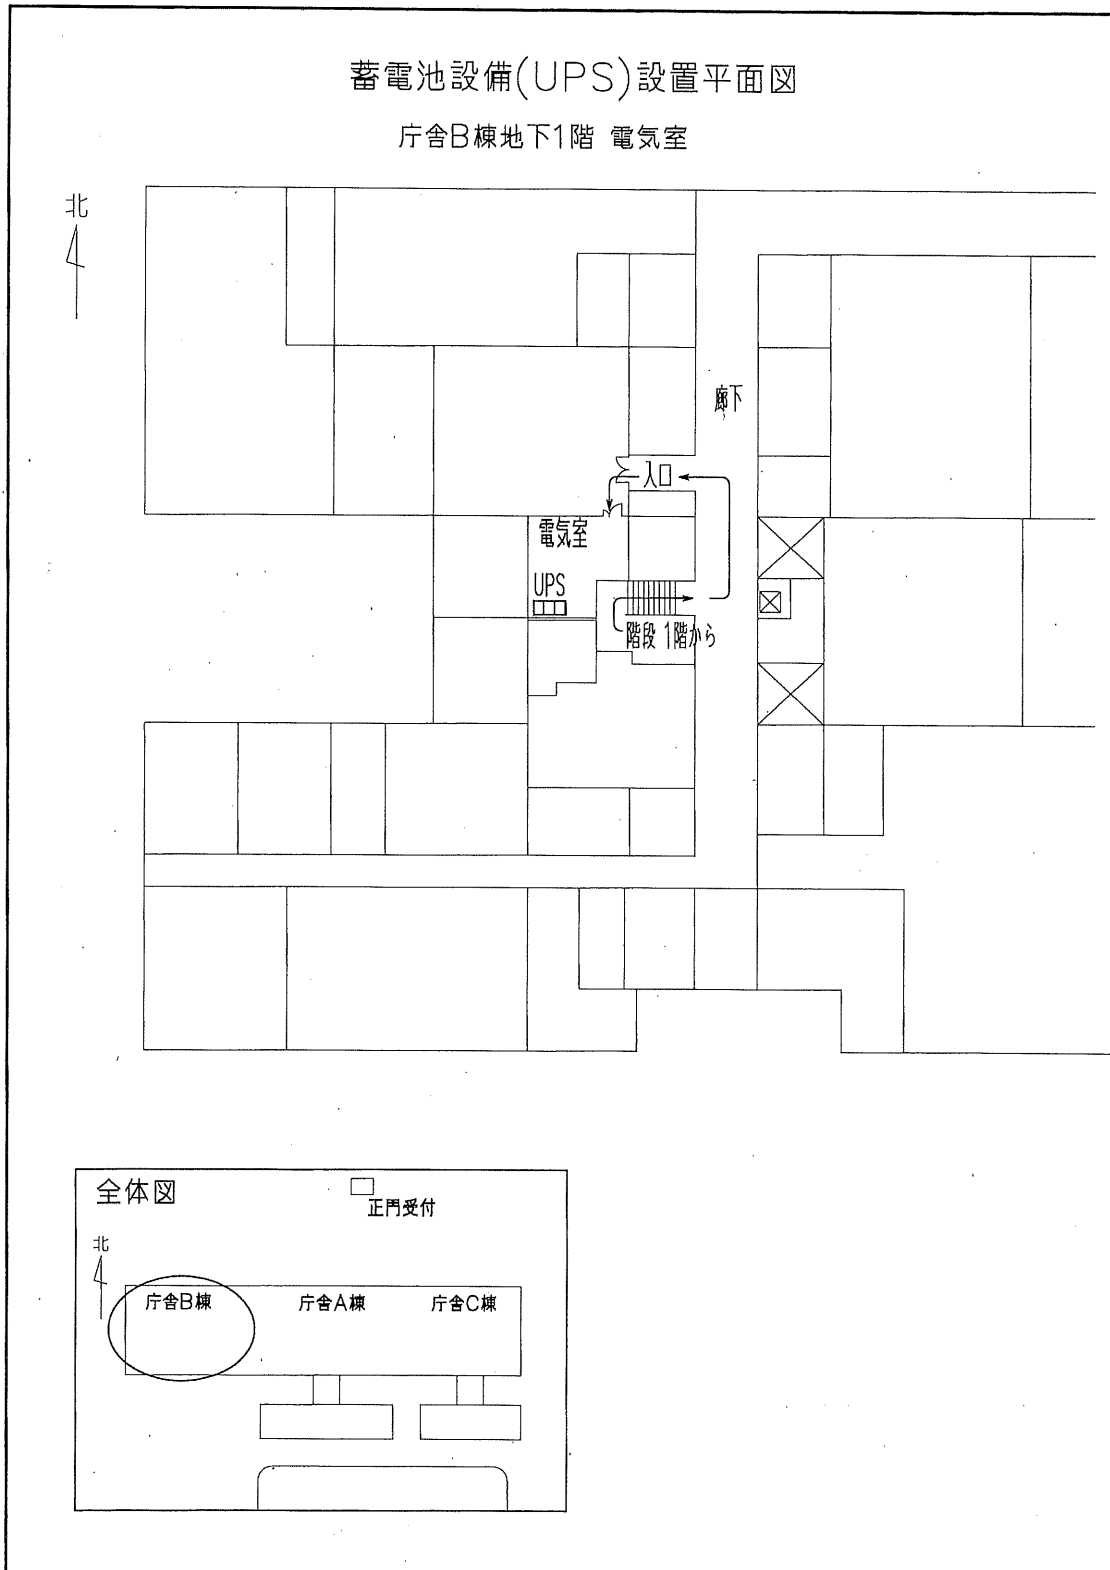 蓄電池設備(UPS)設置平面図
庁舎B棟地下1階 電気室
北
廊下
入口
電気室
UPS
階段 1階から
全体図
正門受付
北
庁舎B棟
庁舎A棟
庁舎C棟